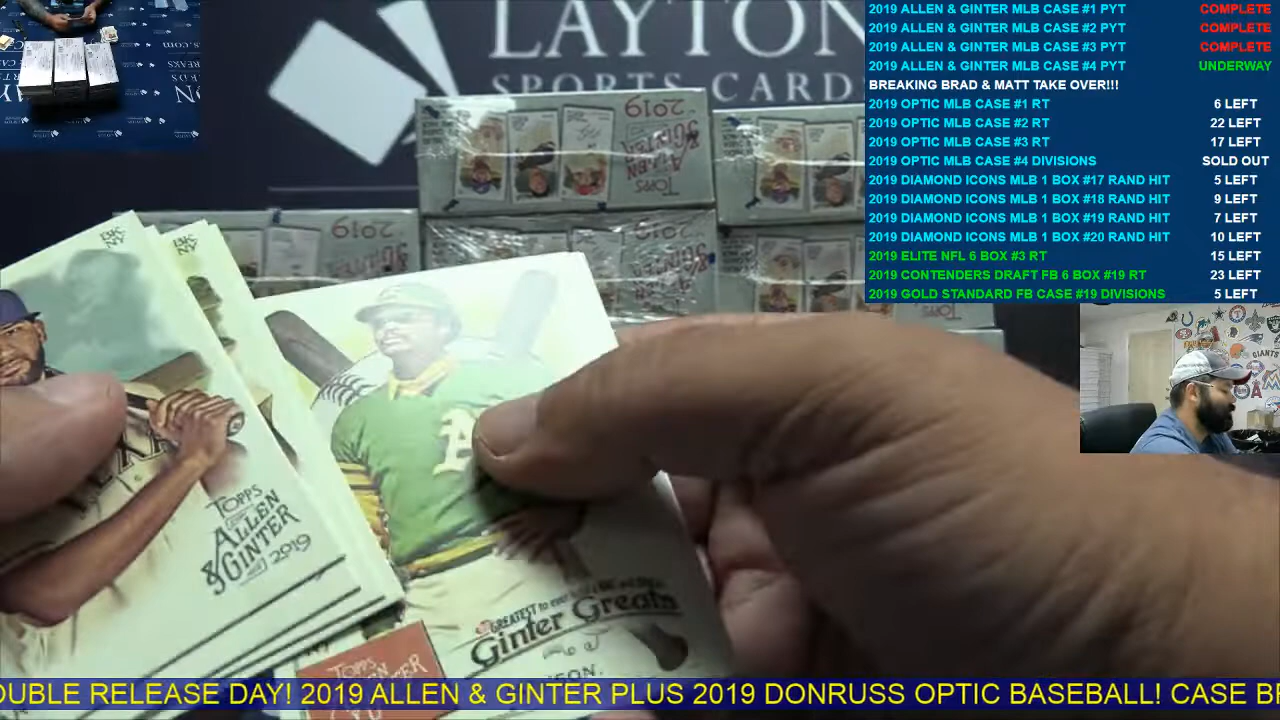 LAYTON
SPORTS CARDS
2019 ALLEN & GINTER MLB CASE #1 PYT COMPLETE
2019 ALLEN & GINTER MLB CASE #2 PYT COMPLETE
2019 ALLEN & GINTER MLB CASE #3 PYT COMPLETE
2019 ALLEN & GINTER MLB CASE #4 PYT UNDERWAY
BREAKING BRAD & MATT TAKE OVER!!!
2019 OPTIC MLB CASE #1 RT 6 LEFT
2019 OPTIC MLB CASE #2 RT 22 LEFT
2019 OPTIC MLB CASE #3 RT 17 LEFT
2019 OPTIC MLB CASE #4 DIVISIONS SOLD OUT
2019 DIAMOND ICONS MLB 1 BOX #17 RAND HIT 5 LEFT
2019 DIAMOND ICONS MLB 1 BOX #18 RAND HIT 9 LEFT
2019 DIAMOND ICONS MLB 1 BOX #19 RAND HIT 7 LEFT
2019 DIAMOND ICONS MLB 1 BOX #20 RAND HIT 10 LEFT
2019 ELITE NFL 6 BOX #3 RT 15 LEFT
2019 CONTENDERS DRAFT FB 6 BOX #19 RT 23 LEFT
2019 GOLD STANDARD FB CASE #19 DIVISIONS 5 LEFT
2019
TOPPS
ALLEN
& GINTER
2019
2019
GIANTS
A
TOPPS
ALLEN
& GINTER
2019
GREATEST to ever
Ginter Greats
TOPPS
OUBLE RELEASE DAY! 2019 ALLEN & GINTER PLUS 2019 DONRUSS OPTIC BASEBALL! CASE B